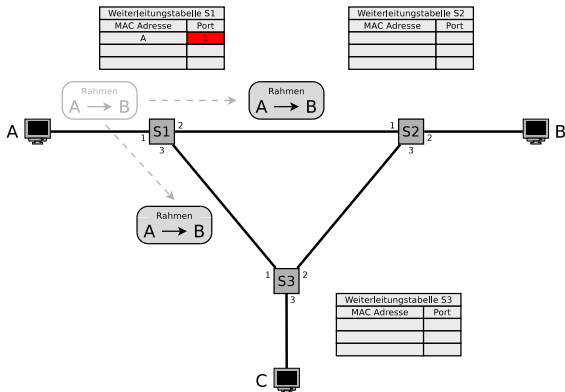 Weiterleitungstabelle S1
MAC Adresse Port
A 1
Weiterleitungstabelle S2
MAC Adresse Port
Rahmen
A → B
Rahmen
A → B
A
1
S1
2
3
1
S2
2
3
B
Rahmen
A → B
1
S3
2
3
Weiterleitungstabelle S3
MAC Adresse Port
C